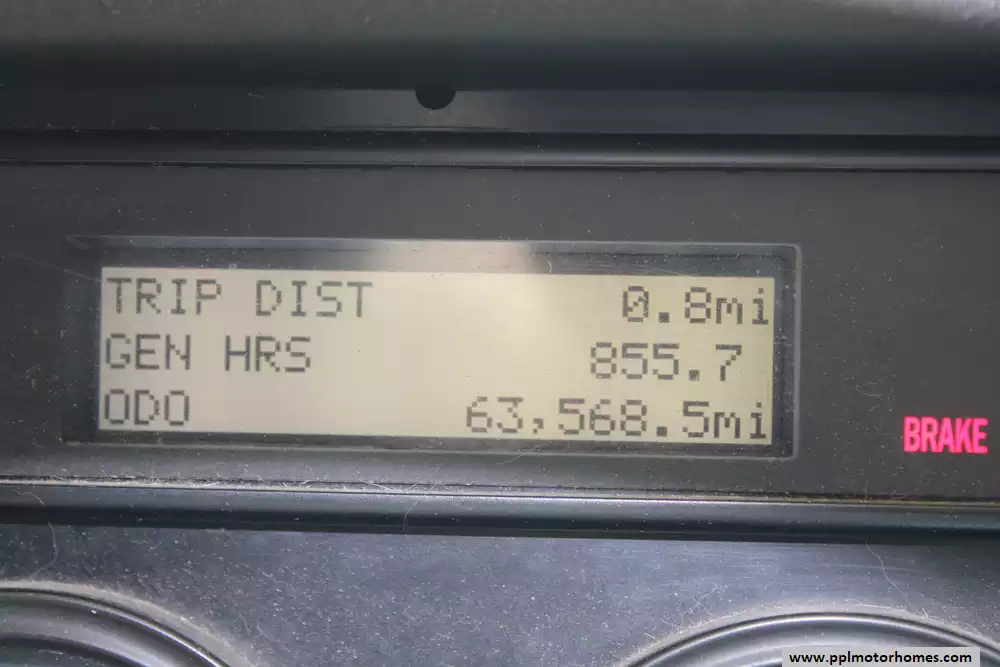 TRIP DIST 0.8mi
GEN HRS 855.7
ODO 63,568.5mi
BRAKE
www.pplmotorhomes.com